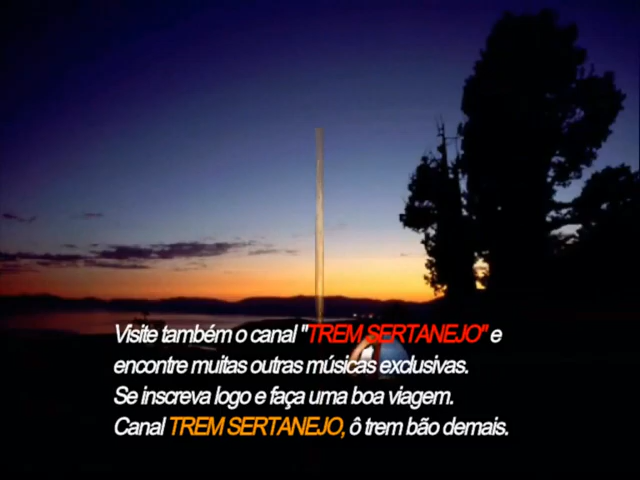 Visite também o canal "TREM SERTANEJO" e
encontre muitas outras músicas exclusivas.
Se inscreva logo e faça uma boa viagem.
Canal TREM SERTANEJO, ô trem bão demais.